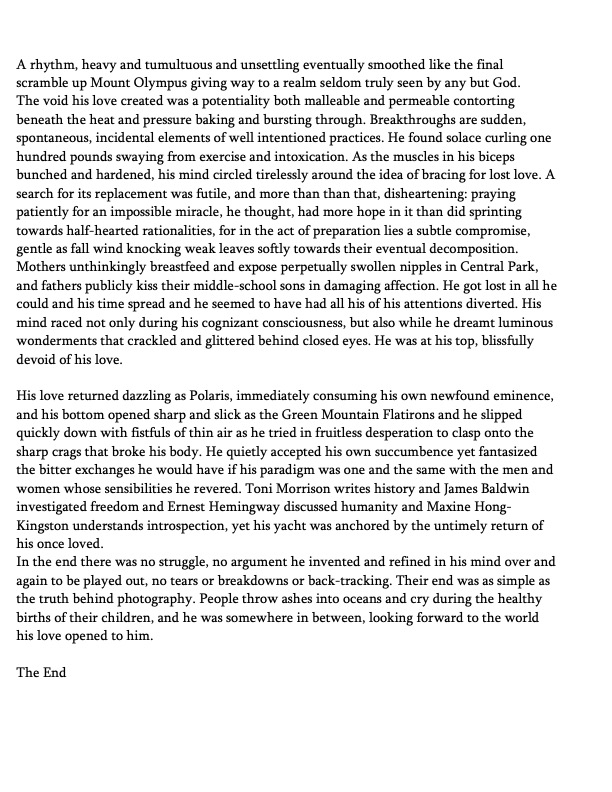 A rhythm, heavy and tumultuous and unsettling eventually smoothed like the final
scramble up Mount Olympus giving way to a realm seldom truly seen by any but God.
The void his love created was a potentiality both malleable and permeable contorting
beneath the heat and pressure baking and bursting through. Breakthroughs are sudden,
spontaneous, incidental elements of well intentioned practices. He found solace curling one
hundred pounds swaying from exercise and intoxication. As the muscles in his biceps
bunched and hardened, his mind circled tirelessly around the idea of bracing for lost love. A
search for its replacement was futile, and more than than that, disheartening: praying
patiently for an impossible miracle, he thought, had more hope in it than did sprinting
towards half-hearted rationalities, for in the act of preparation lies a subtle compromise,
gentle as fall wind knocking weak leaves softly towards their eventual decomposition.
Mothers unthinkingly breastfeed and expose perpetually swollen nipples in Central Park,
and fathers publicly kiss their middle-school sons in damaging affection. He got lost in all he
could and his time spread and he seemed to have had all his of his attentions diverted. His
mind raced not only during his cognizant consciousness, but also while he dreamt luminous
wonderments that crackled and glittered behind closed eyes. He was at his top, blissfully
devoid of his love.
His love returned dazzling as Polaris, immediately consuming his own newfound eminence,
and his bottom opened sharp and slick as the Green Mountain Flatirons and he slipped
quickly down with fistfuls of thin air as he tried in fruitless desperation to clasp onto the
sharp crags that broke his body. He quietly accepted his own succumbence yet fantasized
the bitter exchanges he would have if his paradigm was one and the same with the men and
women whose sensibilities he revered. Toni Morrison writes history and James Baldwin
investigated freedom and Ernest Hemingway discussed humanity and Maxine Hong-
Kingston understands introspection, yet his yacht was anchored by the untimely return of
his once loved.
In the end there was no struggle, no argument he invented and refined in his mind over and
again to be played out, no tears or breakdowns or back-tracking. Their end was as simple as
the truth behind photography. People throw ashes into oceans and cry during the healthy
births of their children, and he was somewhere in between, looking forward to the world
his love opened to him.
The End